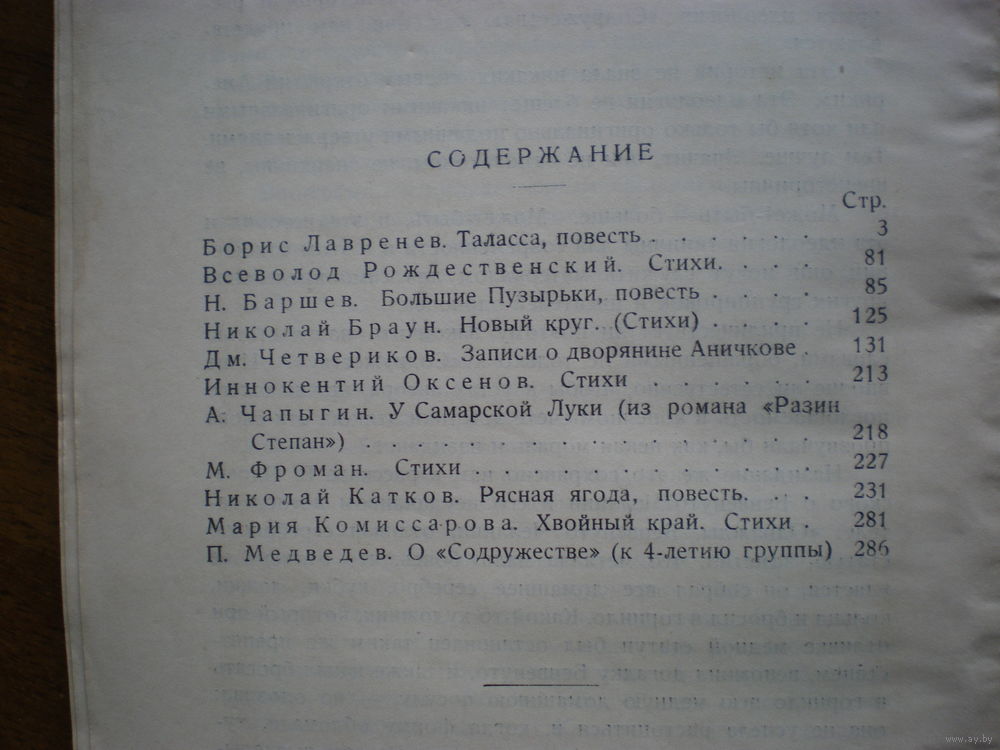 СОДЕРЖАНИЕ
Стр.
Борис Лавренев. Таласса, повесть . . . . . . 3
Всеволод Рождественский. Стихи. . . . . 81
Н. Баршев. Большие Пузырьки, повесть . . . . 85
Николай Браун. Новый круг. (Стихи) . . . . 125
Дм. Четвериков. Записи о дворянине Аничкове . 131
Иннокентий Оксенов. Стихи . . . . . . 213
А. Чапыгин. У Самарской Луки (из романа «Разин
Степан») . . . . . . . . . . . . . . . . 218
М. Фроман. Стихи . . . . . . . . . . . 227
Николай Катков. Рясная ягода, повесть. . . . 231
Мария Комиссарова. Хвойный край. Стихи . 281
П. Медведев. О «Содружестве» (к 4-летию группы) 286
www.ay.by